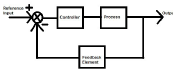 Reference
Input
+
-
Controller
Process
Output
Feedback
Element